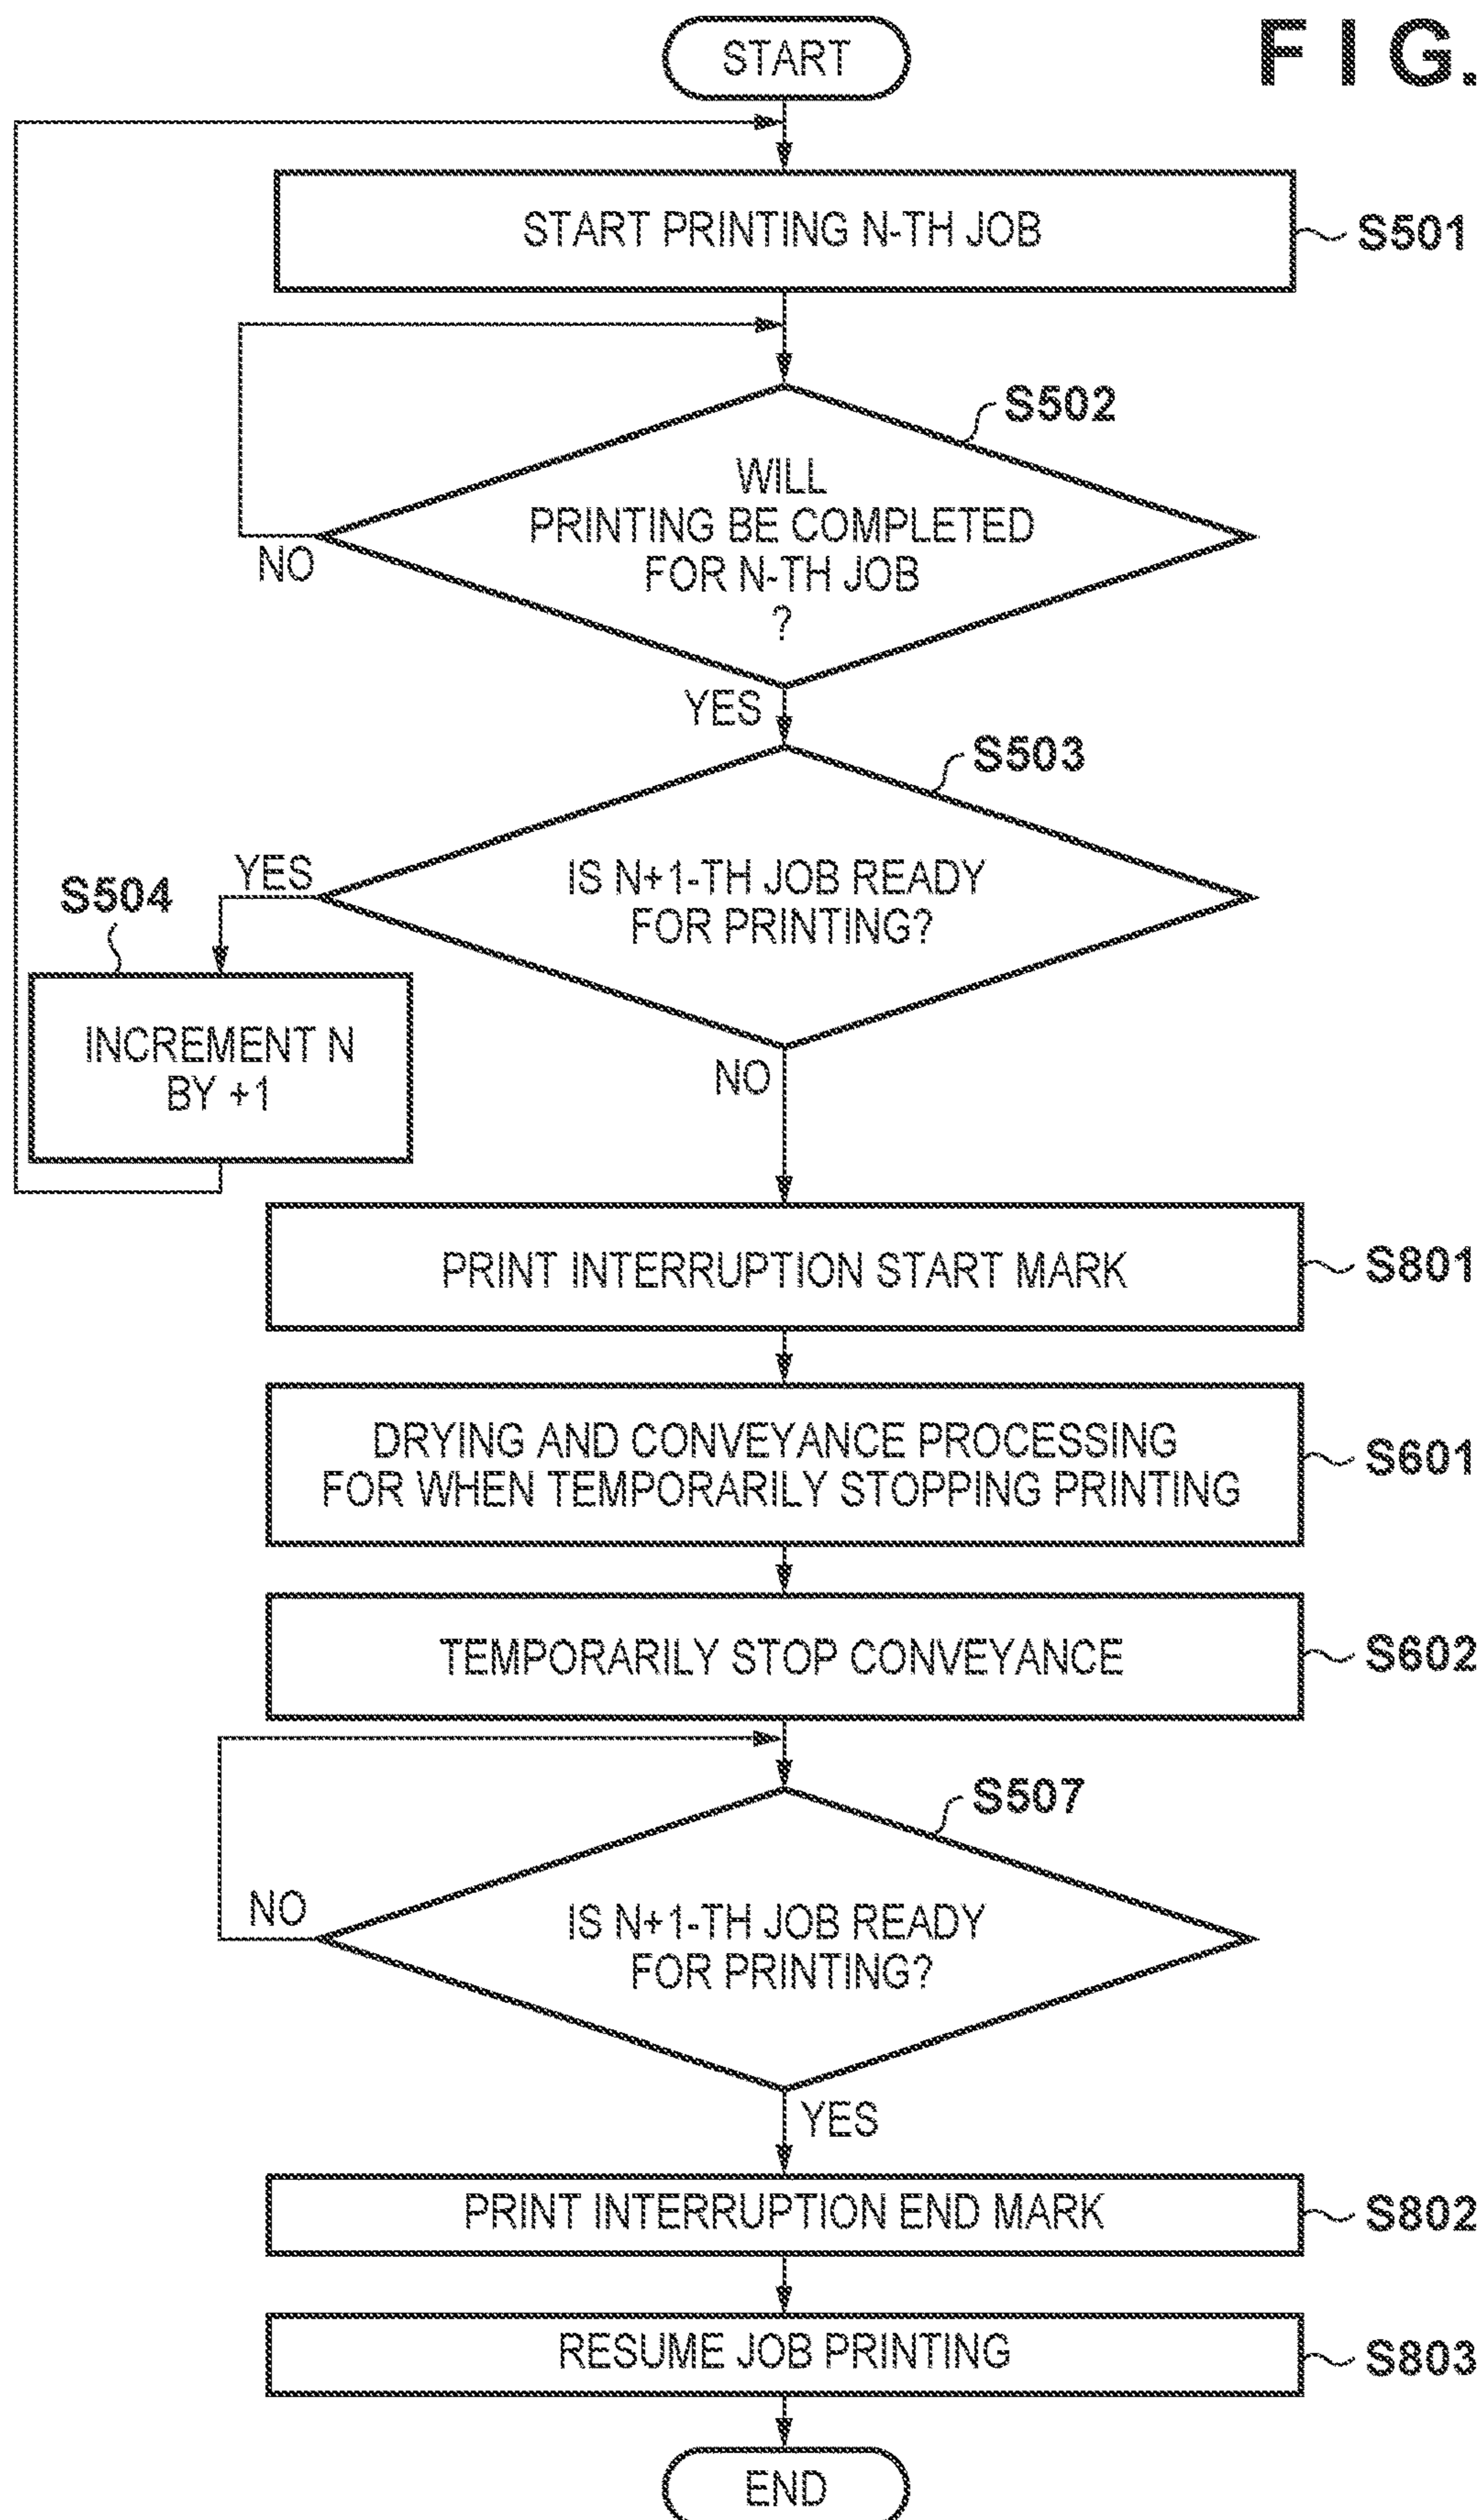 F I G.
START
START PRINTING N-TH JOB
S501
S502
WILL
PRINTING BE COMPLETED
FOR N-TH JOB
?
NO
YES
S503
IS N+1-TH JOB READY
FOR PRINTING?
YES
S504
INCREMENT N
BY +1
NO
PRINT INTERRUPTION START MARK
S801
DRYING AND CONVEYANCE PROCESSING
FOR WHEN TEMPORARILY STOPPING PRINTING
S601
TEMPORARILY STOP CONVEYANCE
S602
S507
IS N+1-TH JOB READY
FOR PRINTING?
NO
YES
PRINT INTERRUPTION END MARK
S802
RESUME JOB PRINTING
S803
END